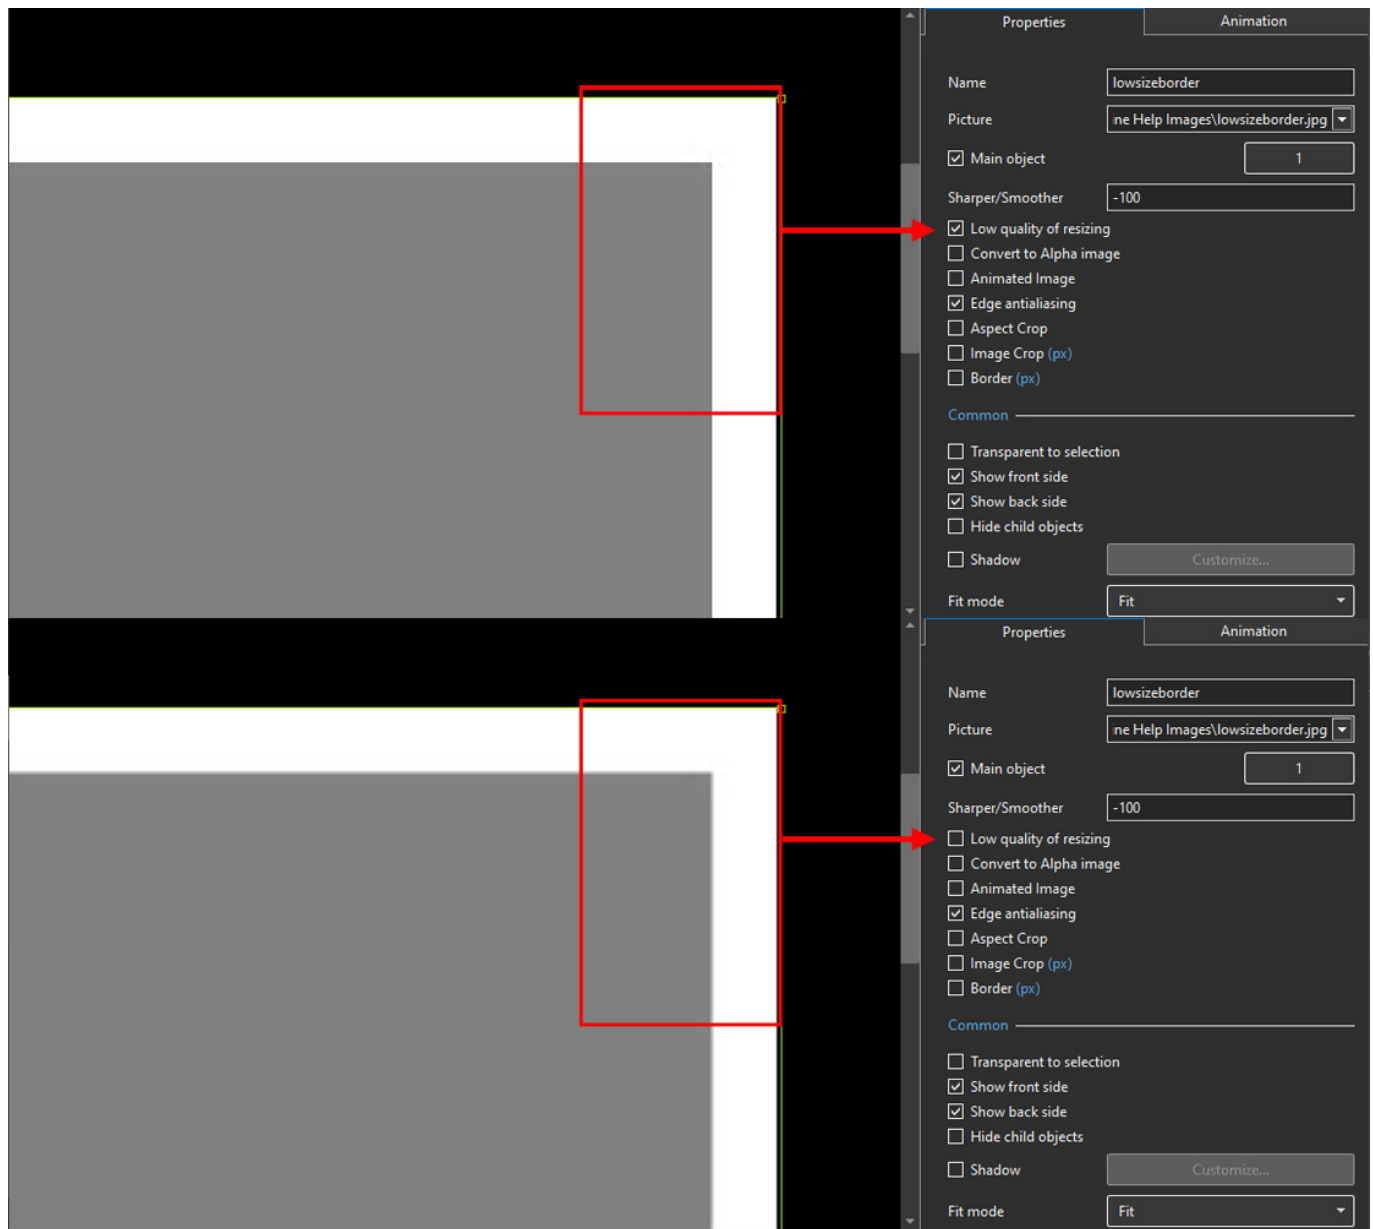 Properties Animation
Name lowsizeborder
Picture ne Help Images\lowsizeborder.jpg
Main object 1
Sharper/Smoother -100
Low quality of resizing
Convert to Alpha image
Animated Image
Edge antialiasing
Aspect Crop
Image Crop (px)
Border (px)
Common
Transparent to selection
Show front side
Show back side
Hide child objects
Shadow Customize...
Fit mode Fit
Properties Animation
Name lowsizeborder
Picture ne Help Images\lowsizeborder.jpg
Main object 1
Sharper/Smoother -100
Low quality of resizing
Convert to Alpha image
Animated Image
Edge antialiasing
Aspect Crop
Image Crop (px)
Border (px)
Common
Transparent to selection
Show front side
Show back side
Hide child objects
Shadow Customize...
Fit mode Fit